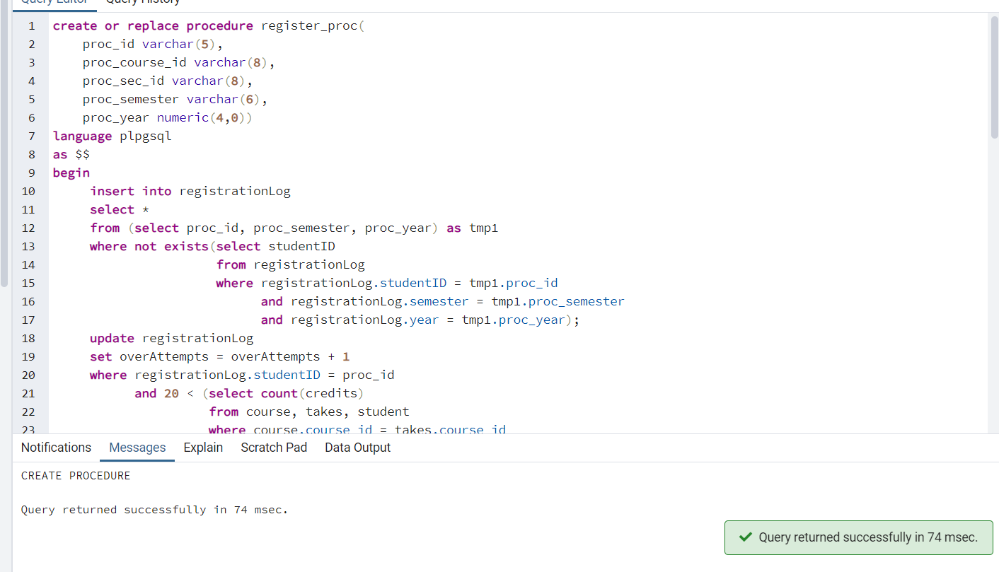 Query Editor Query History
1 create or replace procedure register_proc(
2 proc_id varchar(5),
3 proc_course_id varchar(8),
4 proc_sec_id varchar(8),
5 proc_semester varchar(6),
6 proc_year numeric(4,0))
7 language plpgsql
8 as $$
9 begin
10 insert into registrationLog
11 select *
12 from (select proc_id, proc_semester, proc_year) as tmp1
13 where not exists(select studentID
14 from registrationLog
15 where registrationLog.studentID = tmp1.proc_id
16 and registrationLog.semester = tmp1.proc_semester
17 and registrationLog.year = tmp1.proc_year);
18 update registrationLog
19 set overAttempts = overAttempts + 1
20 where registrationLog.studentID = proc_id
21 and 20 < (select count(credits)
22 from course, takes, student
23 where course.course_id = takes.course_id
Notifications Messages Explain Scratch Pad Data Output
CREATE PROCEDURE
Query returned successfully in 74 msec.
Query returned successfully in 74 msec.